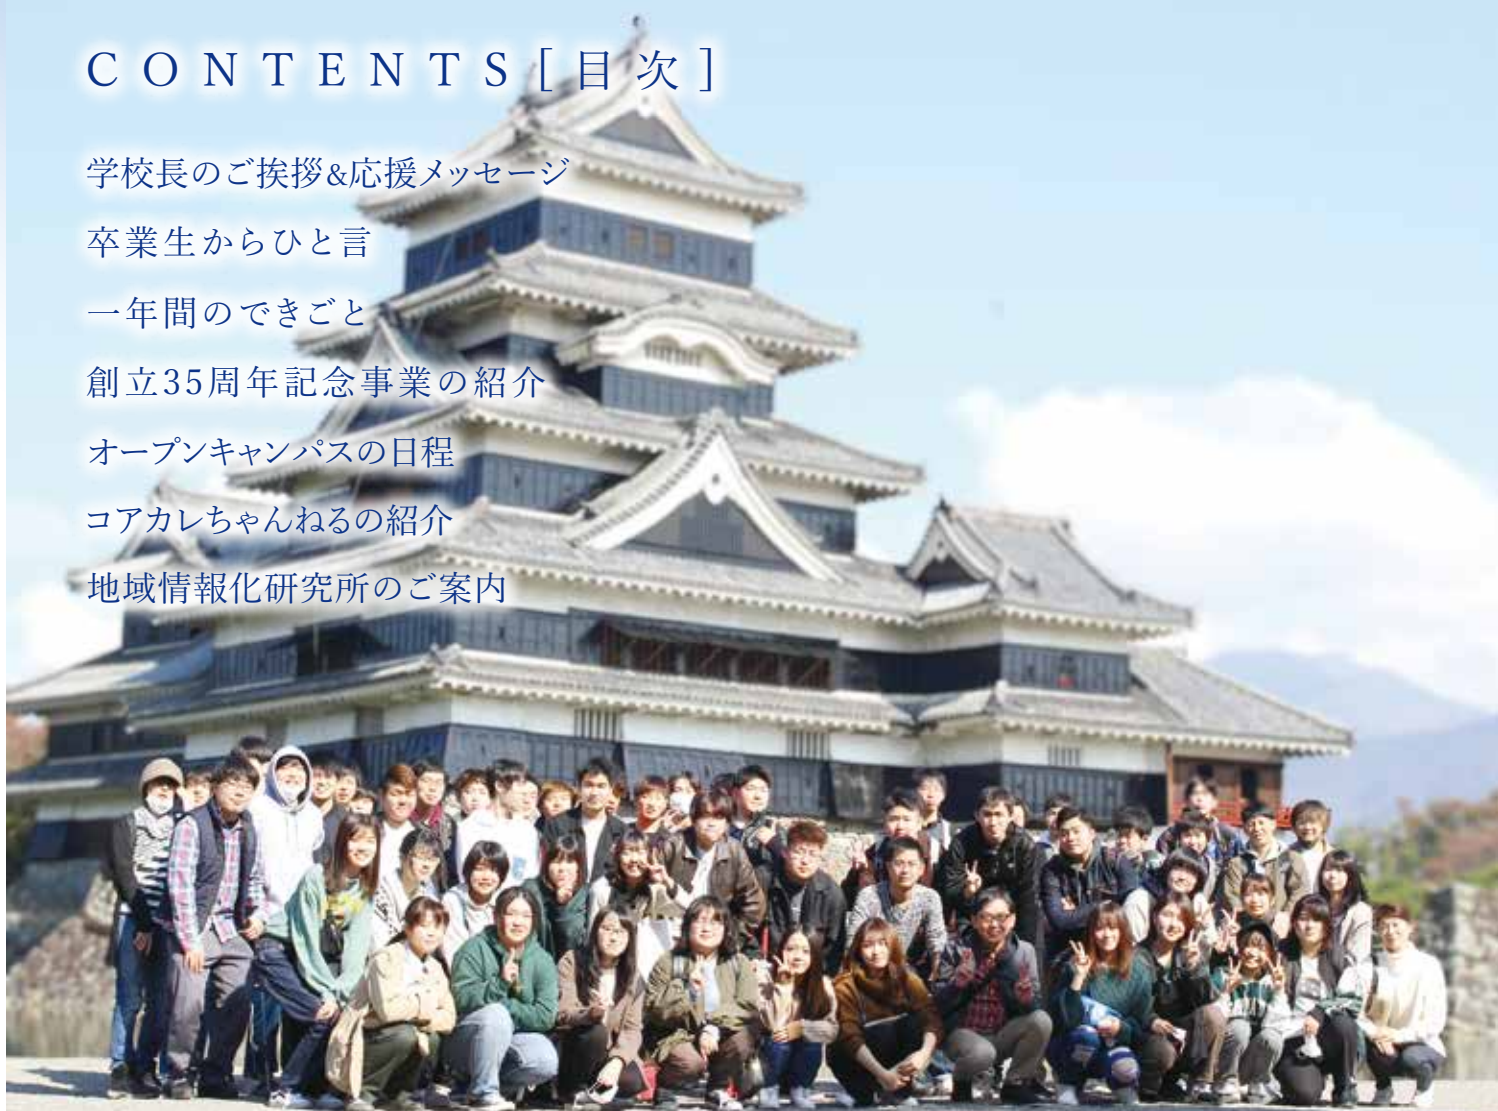 CONTENTS[目次]
学校長のご挨拶&応援メッセージ
卒業生からひと言
一年間のできごと
創立35周年記念事業の紹介
オープンキャンパスの日程
コアカレちゃんねるの紹介
地域情報化研究所のご案内